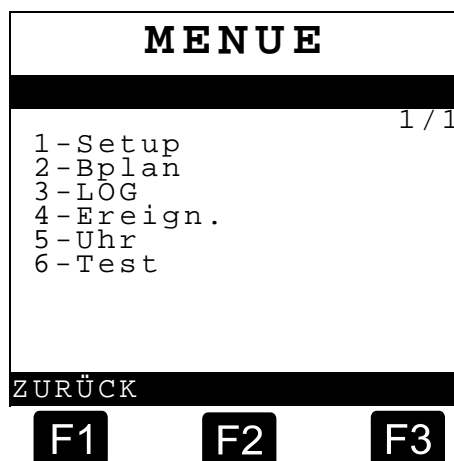 MENUE
1/1
1-Setup
2-Bplan
3-LOG
4-Ereign.
5-Uhr
6-Test
ZURÜCK
F1 F2 F3